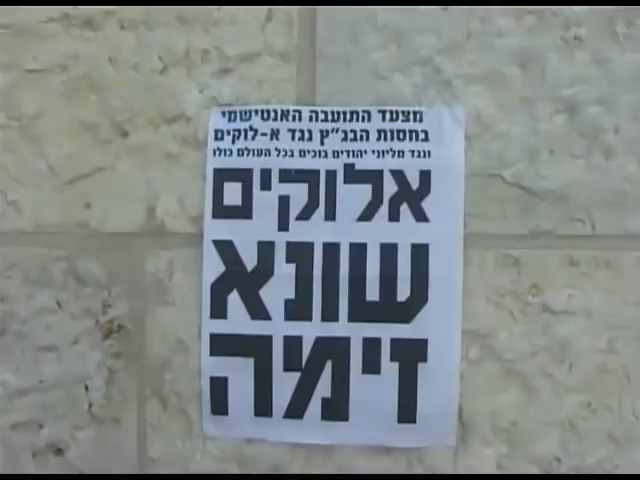 מצעד התועבה האנטישמי
בחסות הבג"ץ נגד א-לוקים
ונגד מליוני יהודים בוכים בכל העולם כולו
אלוקים
שונא
זימה